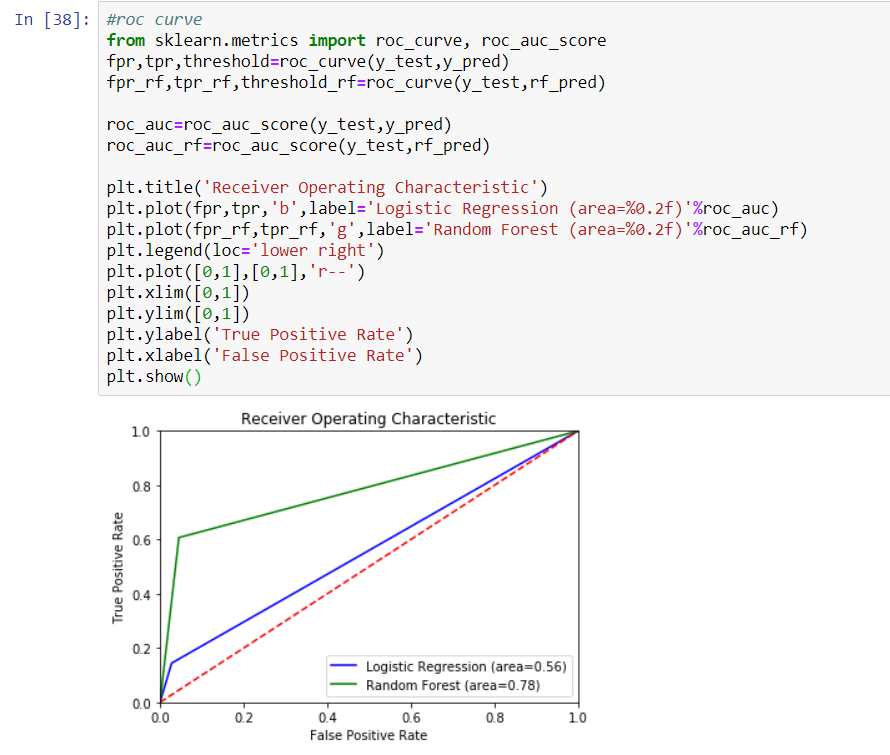 In [38]:
#roc curve
from sklearn.metrics import roc_curve, roc_auc_score
fpr,tpr,threshold=roc_curve(y_test,y_pred)
fpr_rf,tpr_rf,threshold_rf=roc_curve(y_test,rf_pred)
roc_auc=roc_auc_score(y_test,y_pred)
roc_auc_rf=roc_auc_score(y_test,rf_pred)
plt.title('Receiver Operating Characteristic')
plt.plot(fpr,tpr,'b',label='Logistic Regression (area=%0.2f)'%roc_auc)
plt.plot(fpr_rf,tpr_rf,'g',label='Random Forest (area=%0.2f)'%roc_auc_rf)
plt.legend(loc='lower right')
plt.plot([0,1],[0,1],'r--')
plt.xlim([0,1])
plt.ylim([0,1])
plt.ylabel('True Positive Rate')
plt.xlabel('False Positive Rate')
plt.show()
Receiver Operating Characteristic
1.0
0.8
0.6
0.4
0.2
0.0
True Positive Rate
Logistic Regression (area=0.56)
Random Forest (area=0.78)
0.0 0.2 0.4 0.6 0.8 1.0
False Positive Rate